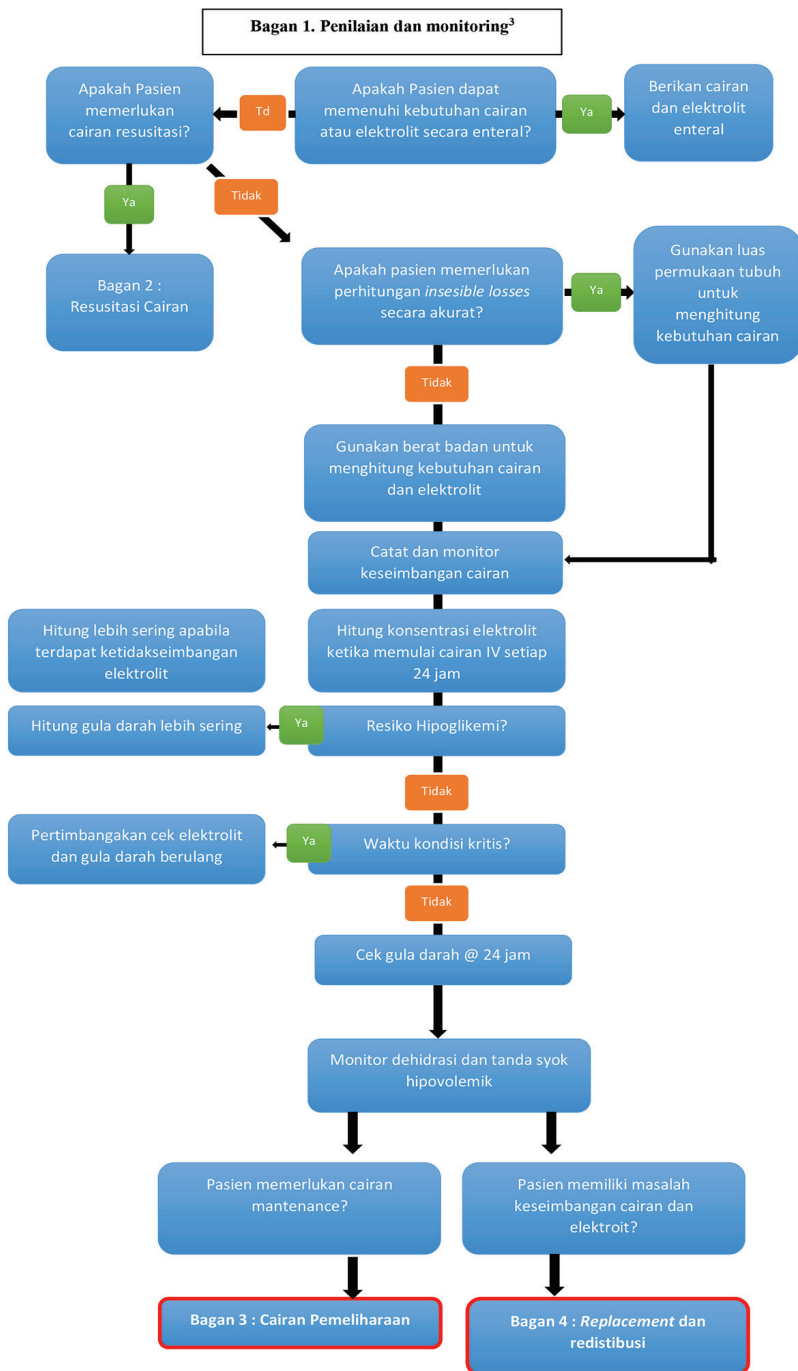 Bagan 1. Penilaian dan monitoring³
Apakah Pasien
memerlukan
cairan resusitasi?
Td
Apakah Pasien dapat
memenuhi kebutuhan cairan
atau elektrolit secara enteral?
Ya
Berikan cairan
dan elektrolit
enteral
Ya
Tidak
Bagan 2 :
Resusitasi Cairan
Apakah pasien memerlukan
perhitungan insesible losses
secara akurat?
Ya
Gunakan luas
permukaan tubuh
untuk
menghitung
kebutuhan cairan
Tidak
Gunakan berat badan untuk
menghitung kebutuhan cairan
dan elektrolit
Catat dan monitor
keseimbangan cairan
Hitung lebih sering apabila
terdapat ketidakseimbangan
elektrolit
Hitung konsentrasi elektrolit
ketika memulai cairan IV setiap
24 jam
Hitung gula darah lebih sering
Ya
Resiko Hipoglikemi?
Tidak
Pertimbangakan cek elektrolit
dan gula darah berulang
Ya
Waktu kondisi kritis?
Tidak
Cek gula darah @ 24 jam
Monitor dehidrasi dan tanda syok
hipovolemik
Pasien memerlukan cairan
mantenance?
Pasien memiliki masalah
keseimbangan cairan dan
elektroit?
Bagan 3 : Cairan Pemeliharaan
Bagan 4 : Replacement dan
redistibusi